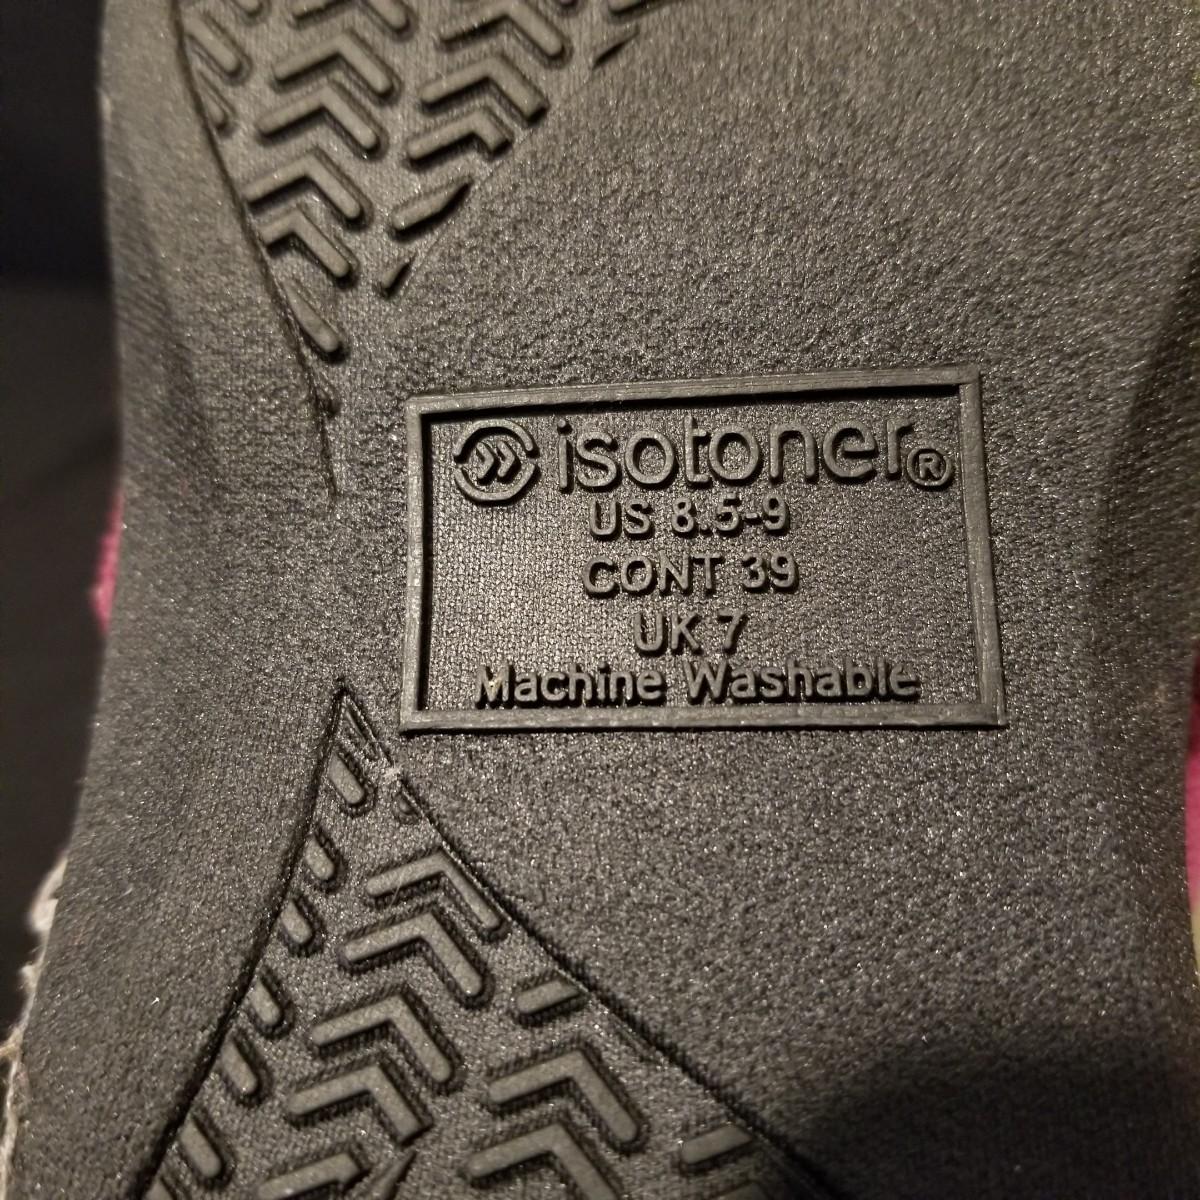 isotoner®
US 8.5-9
CONT 39
UK 7
Machine Washable